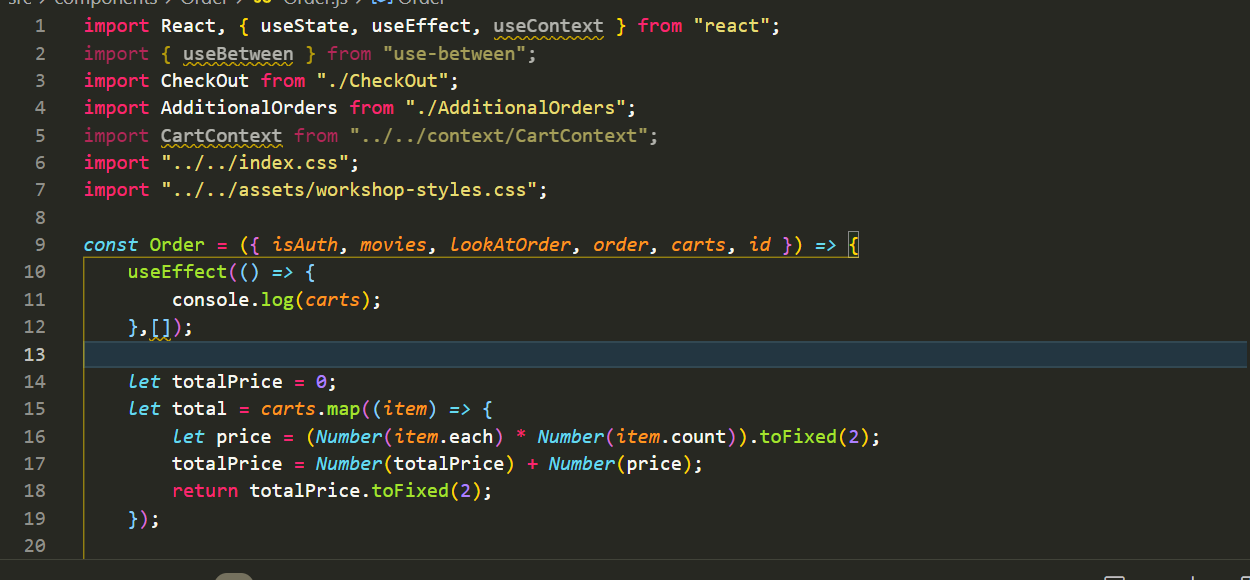 src > components > Order > Order.js > Order
1 import React, { useState, useEffect, useContext } from "react";
2 import { useBetween } from "use-between";
3 import CheckOut from "./CheckOut";
4 import AdditionalOrders from "./AdditionalOrders";
5 import CartContext from "../../context/CartContext";
6 import "../../index.css";
7 import "../../assets/workshop-styles.css";
8
9 const Order = ({ isAuth, movies, lookAtOrder, order, carts, id }) => {
10 useEffect(() => {
11 console.log(carts);
12 },[]);
13
14 let totalPrice = 0;
15 let total = carts.map((item) => {
16 let price = (Number(item.each) * Number(item.count)).toFixed(2);
17 totalPrice = Number(totalPrice) + Number(price);
18 return totalPrice.toFixed(2);
19 });
20